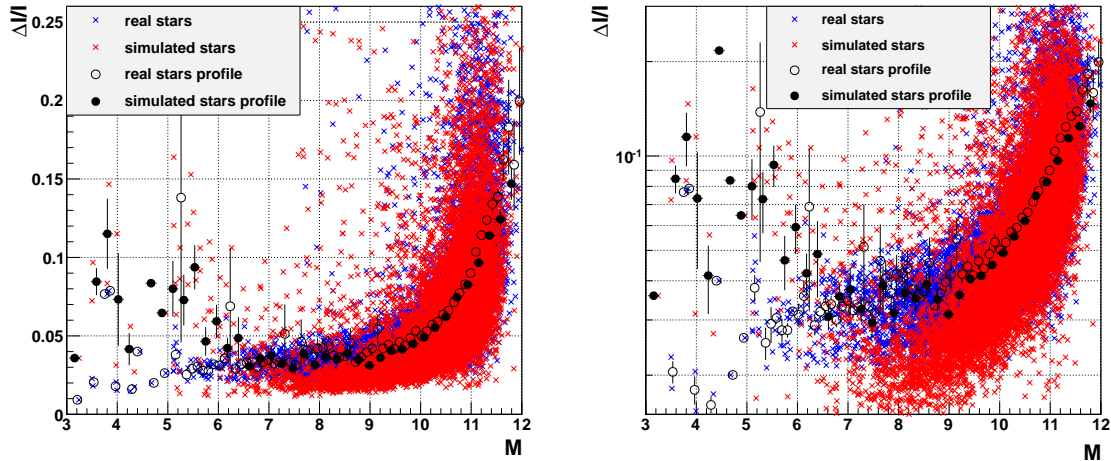 ΔI/I
0.25
0.2
0.15
0.1
0.05
0
3 4 5 6 7 8 9 10 11 12
M
real stars
simulated stars
real stars profile
simulated stars profile
ΔI/I
10-1
3 4 5 6 7 8 9 10 11 12
M
real stars
simulated stars
real stars profile
simulated stars profile